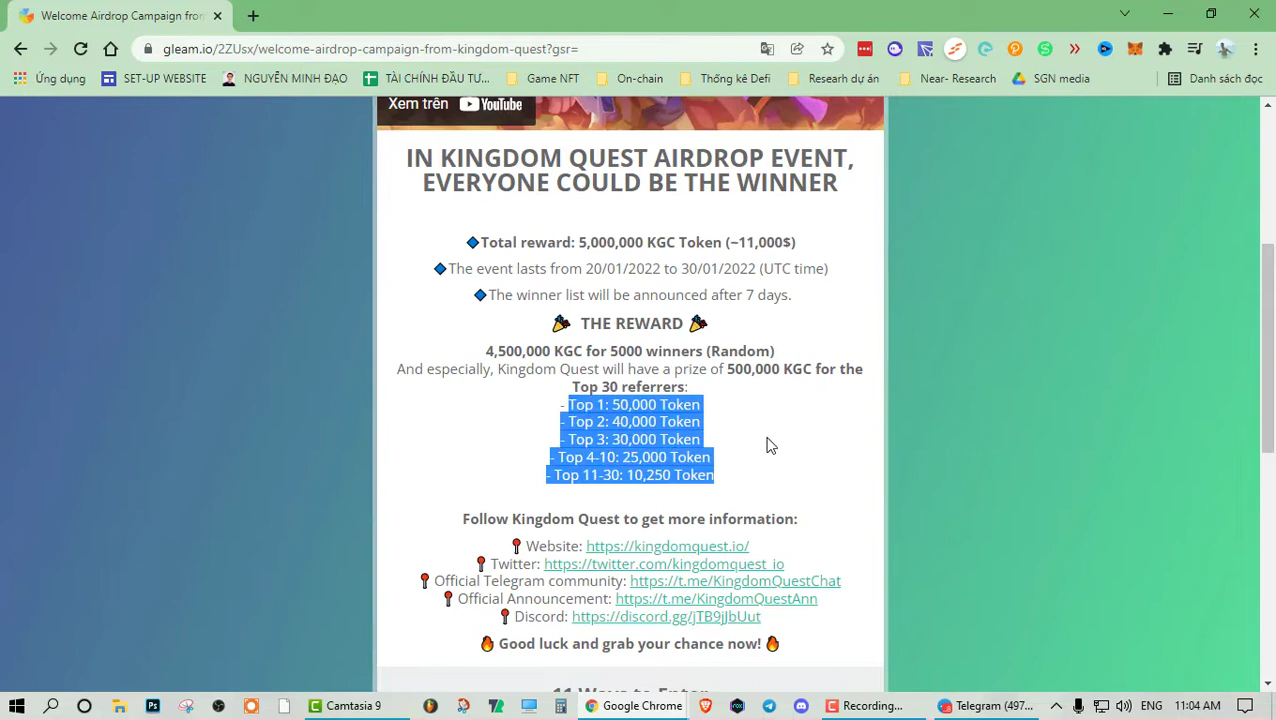 Welcome Airdrop Campaign from
gleam.io/2ZUsx/welcome-airdrop-campaign-from-kingdom-quest?gsr=
Ứng dụng
SET-UP WEBSITE
NGUYỄN MINH ĐẠO
TÀI CHÍNH ĐẦU TƯ...
Game NFT
On-chain
Thống kê Defi
Researh dự án
Near- Research
SGN media
Danh sách đọc
Xem trên YouTube
IN KINGDOM QUEST AIRDROP EVENT,
EVERYONE COULD BE THE WINNER
Total reward: 5,000,000 KGC Token (~11,000$)
The event lasts from 20/01/2022 to 30/01/2022 (UTC time)
The winner list will be announced after 7 days.
THE REWARD
4,500,000 KGC for 5000 winners (Random)
And especially, Kingdom Quest will have a prize of 500,000 KGC for the
Top 30 referrers:
- Top 1: 50,000 Token
- Top 2: 40,000 Token
- Top 3: 30,000 Token
- Top 4-10: 25,000 Token
- Top 11-30: 10,250 Token
Follow Kingdom Quest to get more information:
Website: https://kingdomquest.io/
Twitter: https://twitter.com/kingdomquest_io
Official Telegram community: https://t.me/KingdomQuestChat
Official Announcement: https://t.me/KingdomQuestAnn
Discord: https://discord.gg/jTB9jJbUut
Good luck and grab your chance now!
11 Ways to Enter
Camtasia 9
Google Chrome
Recording...
Telegram (497...
ENG
11:04 AM